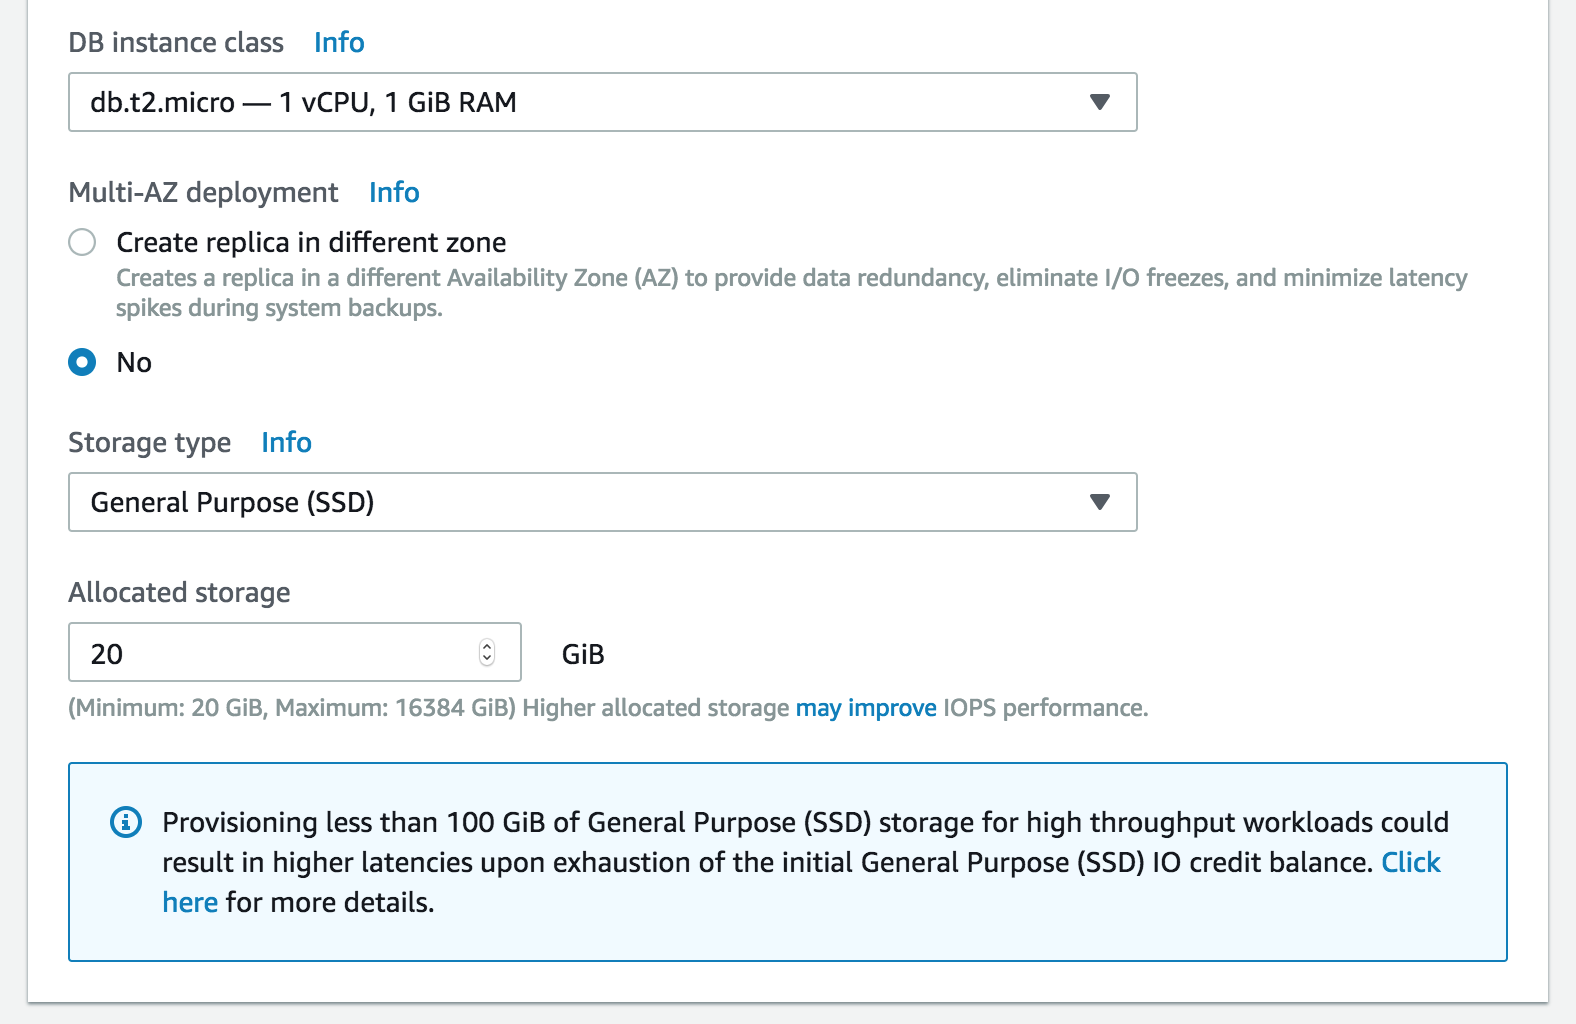 DB instance class Info
db.t2.micro — 1 vCPU, 1 GiB RAM
Multi-AZ deployment Info
Create replica in different zone
Creates a replica in a different Availability Zone (AZ) to provide data redundancy, eliminate I/O freezes, and minimize latency
spikes during system backups.
No
Storage type Info
General Purpose (SSD)
Allocated storage
20 GiB
(Minimum: 20 GiB, Maximum: 16384 GiB) Higher allocated storage may improve IOPS performance.
Provisioning less than 100 GiB of General Purpose (SSD) storage for high throughput workloads could
result in higher latencies upon exhaustion of the initial General Purpose (SSD) IO credit balance. Click
here for more details.